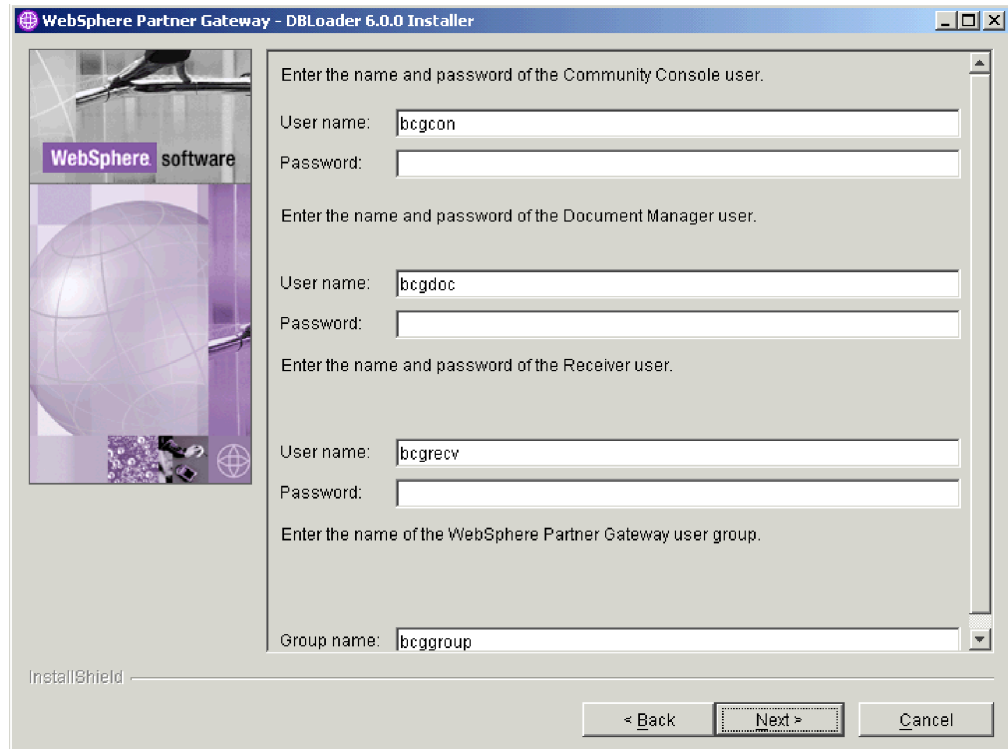 WebSphere Partner Gateway - DBLoader 6.0.0 Installer
WebSphere software
Enter the name and password of the Community Console user.
User name: bcgcon
Password:
Enter the name and password of the Document Manager user.
User name: bcgdoc
Password:
Enter the name and password of the Receiver user.
User name: bcgrecv
Password:
Enter the name of the WebSphere Partner Gateway user group.
Group name: bcggroup
InstallShield
< Back Next > Cancel